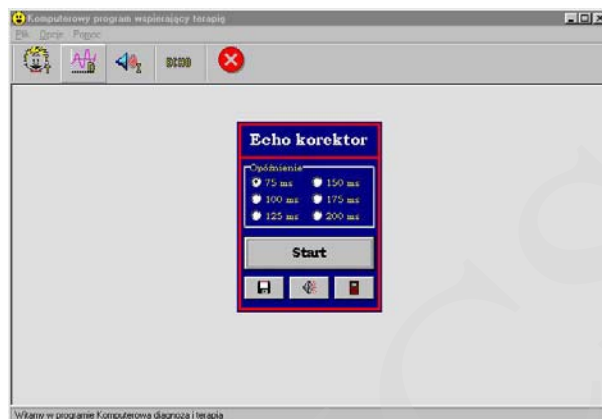 Komputerowy program wspierający terapię
Plik Opcje Pomoc
ECHO
Echo korektor
Opóźnienie
75 ms 150 ms
100 ms 175 ms
125 ms 200 ms
Start
Witamy w programie Komputerowa diagnoza i terapia